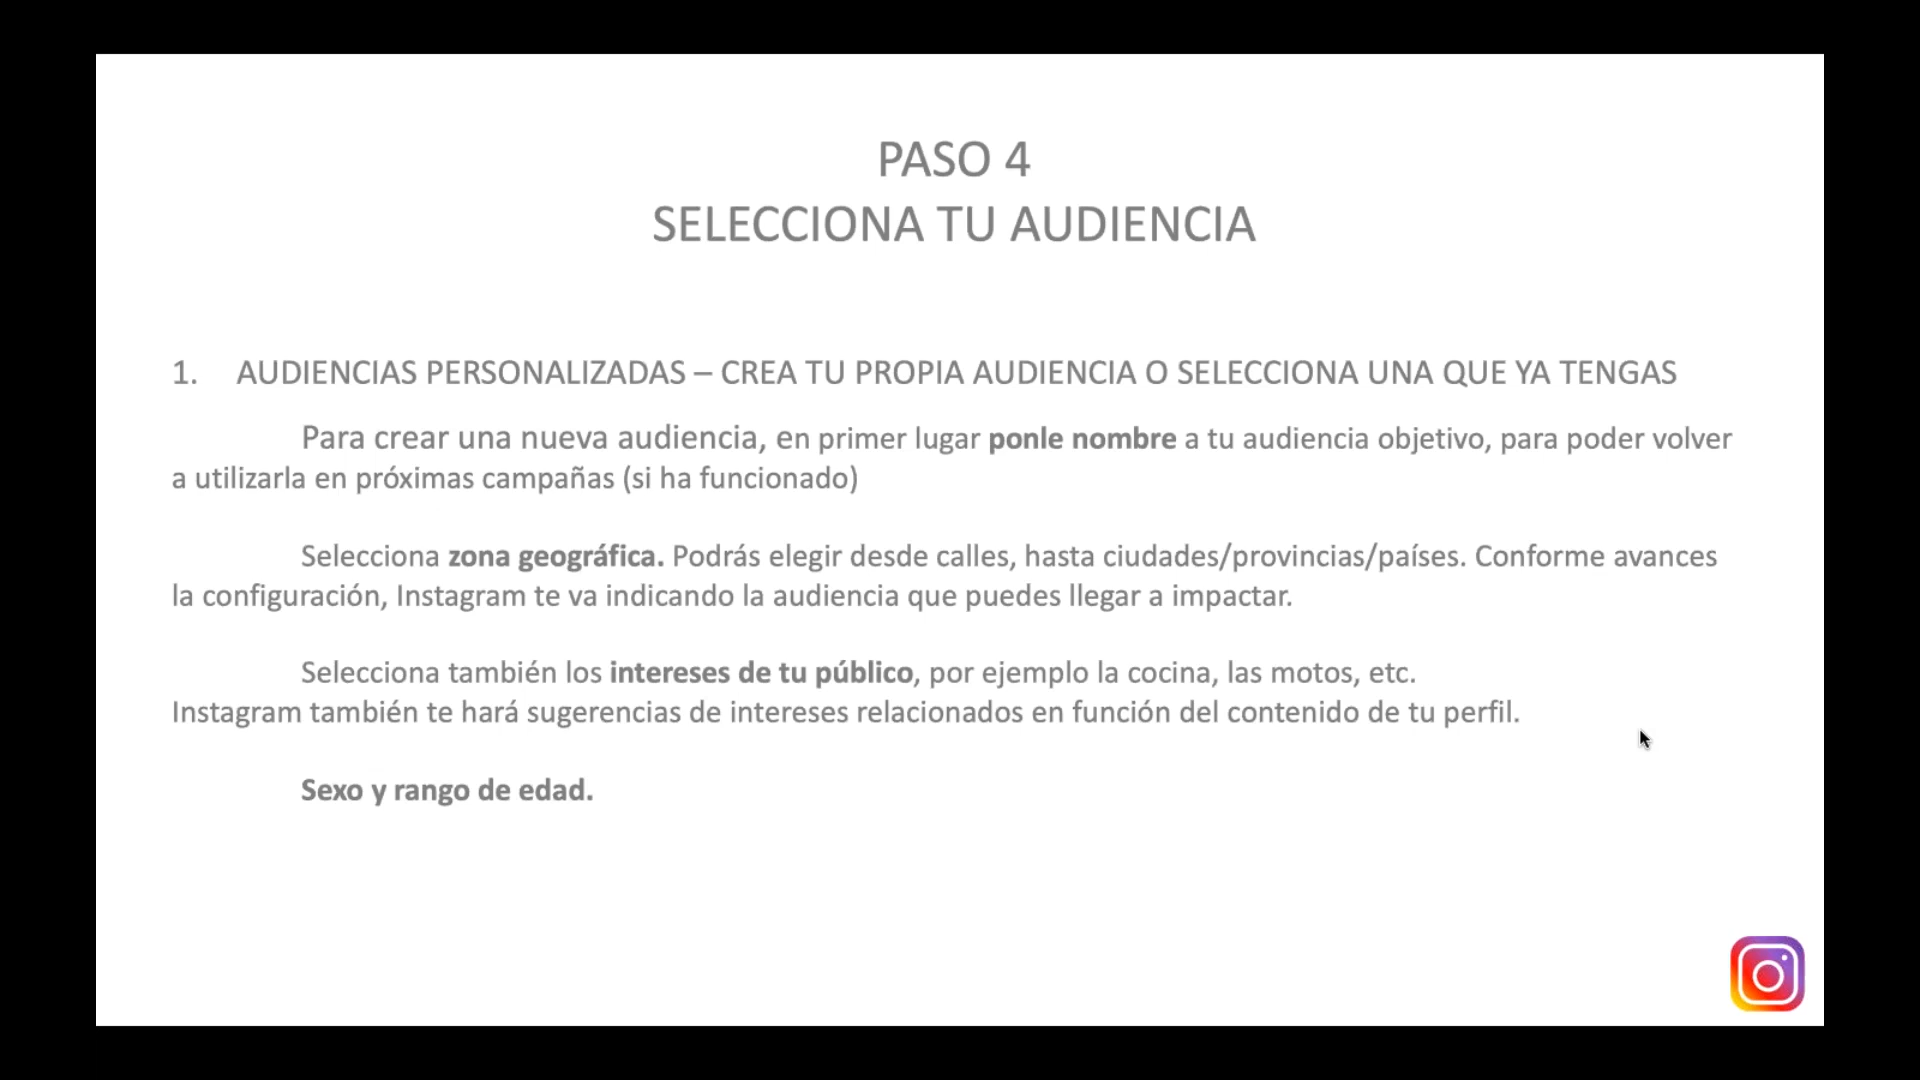 PASO 4
SELECCIONA TU AUDIENCIA
1. AUDIENCIAS PERSONALIZADAS – CREA TU PROPIA AUDIENCIA O SELECCIONA UNA QUE YA TENGAS
Para crear una nueva audiencia, en primer lugar ponle nombre a tu audiencia objetivo, para poder volver
a utilizarla en próximas campañas (si ha funcionado)
Selecciona zona geográfica. Podrás elegir desde calles, hasta ciudades/provincias/países. Conforme avances
la configuración, Instagram te va indicando la audiencia que puedes llegar a impactar.
Selecciona también los intereses de tu público, por ejemplo la cocina, las motos, etc.
Instagram también te hará sugerencias de intereses relacionados en función del contenido de tu perfil.
Sexo y rango de edad.